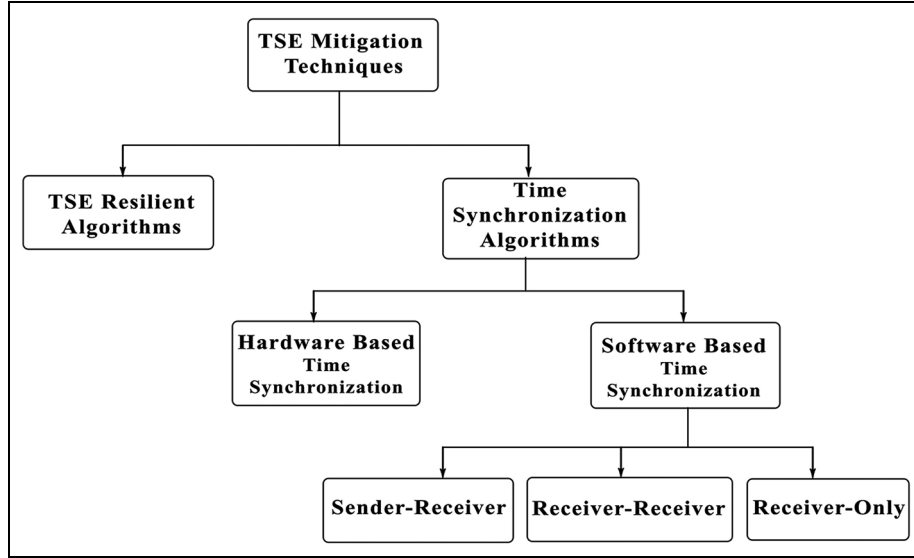 TSE Mitigation
Techniques
TSE Resilient
Algorithms
Time
Synchronization
Algorithms
Hardware Based
Time
Synchronization
Software Based
Time
Synchronization
Sender-Receiver
Receiver-Receiver
Receiver-Only